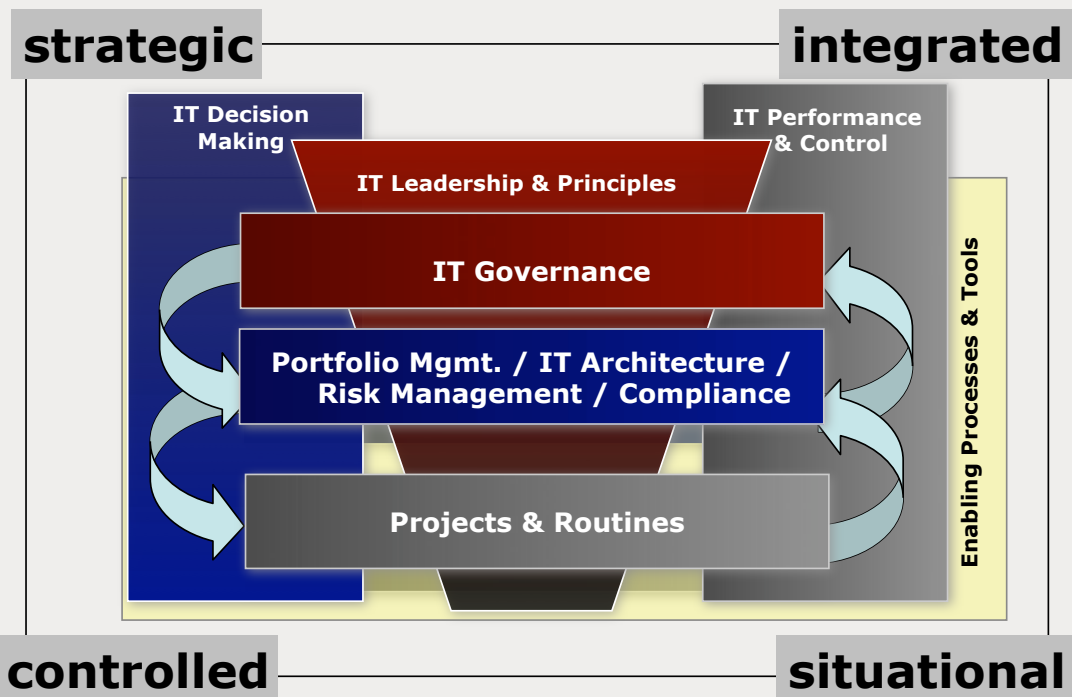 strategic
integrated
IT Decision
Making
IT Performance
& Control
IT Leadership & Principles
IT Governance
Portfolio Mgmt. / IT Architecture /
Risk Management / Compliance
Projects & Routines
Enabling Processes & Tools
controlled
situational